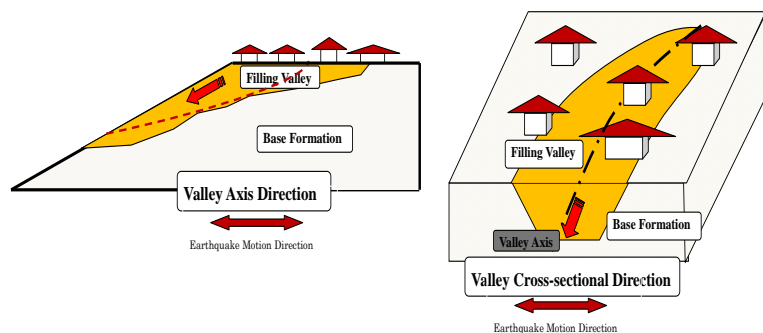 Filling Valley
Base Formation
Valley Axis Direction
Earthquake Motion Direction
Filling Valley
Base Formation
Valley Axis
Valley Cross-sectional Direction
Earthquake Motion Direction